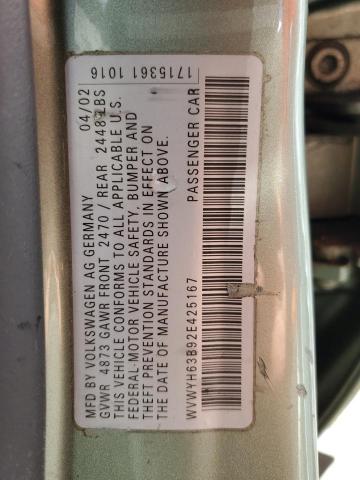 1715361 1016
MFD BY VOLKSWAGEN AG GERMANY 04/02
GVWR 4873 GAWR FRONT 2470 / REAR 2448 LBS
THIS VEHICLE CONFORMS TO ALL APPLICABLE U.S.
FEDERAL-MOTOR VEHICLE SAFETY, BUMPER AND
THEFT PREVENTION STANDARDS IN EFFECT ON
THE DATE OF MANUFACTURE SHOWN ABOVE.
WVWYH63B92E425167 PASSENGER CAR